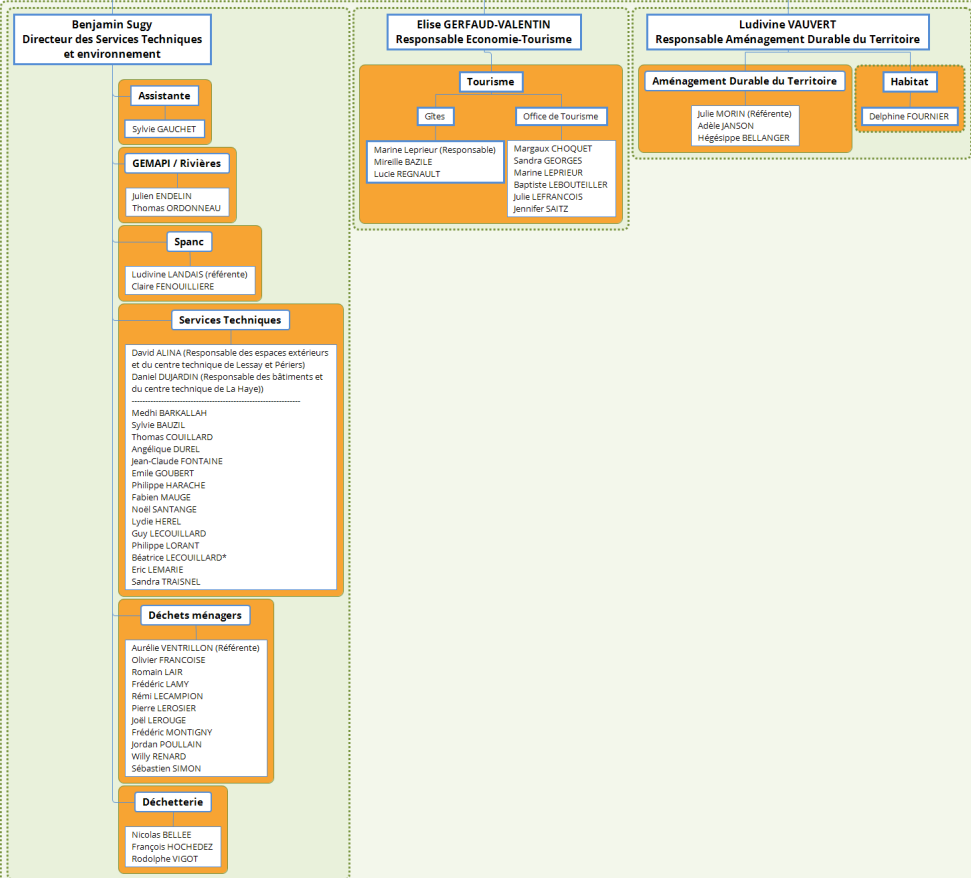 Benjamin Sugy
Directeur des Services Techniques
et environnement
Assistante
Sylvie GAUCHET
GEMAPI / Rivières
Julien ENDELIN
Thomas ORDONNEAU
Spanc
Ludivine LANDAIS (référente)
Claire FENOUILLIERE
Services Techniques
David ALINA (Responsable des espaces extérieurs
et du centre technique de Lessay et Périers)
Daniel DUJARDIN (Responsable des bâtiments et
du centre technique de La Haye))
--------------------------------------------------------------
Medhi BARKALLAH
Sylvie BAUZIL
Thomas COUILLARD
Angélique DUREL
Jean-Claude FONTAINE
Emile GOUBERT
Philippe HARACHE
Fabien MAUGE
Noël SANTANGE
Lydie HEREL
Guy LECOUILLARD
Philippe LORANT
Béatrice LECOUILLARD*
Eric LEMARIE
Sandra TRAISNEL
Déchets ménagers
Aurélie VENTRILLON (Référente)
Olivier FRANCOISE
Romain LAIR
Frédéric LAMY
Rémi LECAMPION
Pierre LEROSIER
Joël LEROUGE
Frédéric MONTIGNY
Jordan POULLAIN
Willy RENARD
Sébastien SIMON
Déchetterie
Nicolas BELLEE
François HOCHEDEZ
Rodolphe VIGOT
Elise GERFAUD-VALENTIN
Responsable Economie-Tourisme
Tourisme
Gîtes
Marine Leprieur (Responsable)
Mireille BAZILE
Lucie REGNAULT
Office de Tourisme
Margaux CHOQUET
Sandra GEORGES
Marine LEPRIEUR
Baptiste LEBOUTEILLER
Julie LEFRANCOIS
Jennifer SAITZ
Ludivine VAUVERT
Responsable Aménagement Durable du Territoire
Aménagement Durable du Territoire
Julie MORIN (Référente)
Adèle JANSON
Hégésippe BELLANGER
Habitat
Delphine FOURNIER